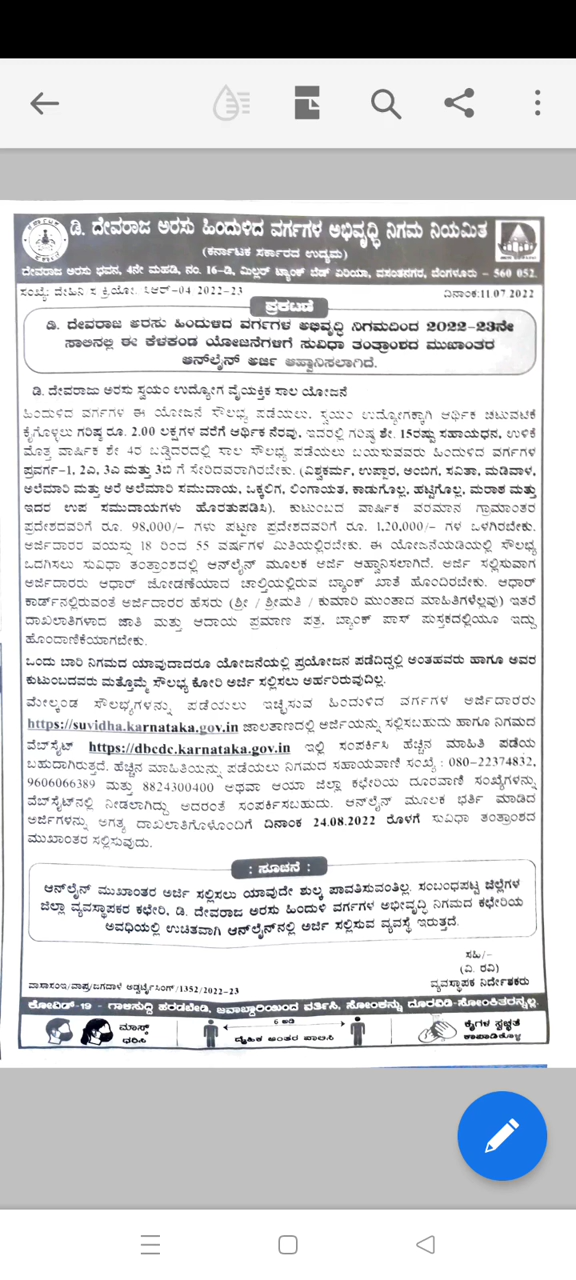 ಡಿ. ದೇವರಾಜ ಅರಸು ಹಿಂದುಳಿದ ವರ್ಗಗಳ ಅಭಿವೃದ್ಧಿ ನಿಗಮ ನಿಯಮಿತ
(ಕರ್ನಾಟಕ ಸರ್ಕಾರದ ಉದ್ಯಮ)
ದೇವರಾಜ ಅರಸು ಭವನ, 4ನೇ ಮಹಡಿ, ನಂ. 16-ಡಿ, ಮಿಲ್ಲರ್ ಟ್ಯಾಂಕ್ ಬೆಡ್ ಏರಿಯಾ, ವಸಂತನಗರ, ಬೆಂಗಳೂರು - 560 052.
ಸಂಖ್ಯೆ: 04 2022-23 ದಿನಾಂಕ:11 07 2022
ಪ್ರಕಟಣೆ
ಡಿ. ದೇವರಾಜ ಅರಸು ಹಿಂದುಳಿದ ವರ್ಗಗಳ ಅಭಿವೃದ್ಧಿ ನಿಗಮದಿಂದ 2022-23ನೇ
ಸಾಲಿನಲ್ಲಿ ಈ ಕೆಳಕಂಡ ಯೋಜನೆಗಳಿಗೆ ಸುವಿಧಾ ತಂತ್ರಾಂಶದ ಮುಖಾಂತರ
ಆನ್‌ಲೈನ್ ಅರ್ಜಿ ಆಹ್ವಾನಿಸಲಾಗಿದೆ.
ಡಿ. ದೇವರಾಜು ಅರಸು ಸ್ವಯಂ ಉದ್ಯೋಗ ವೈಯಕ್ತಿಕ ಸಾಲ ಯೋಜನೆ
ಹಿಂದುಳಿದ ವರ್ಗಗಳ ಈ ಯೋಜನೆ ಸೌಲಭ್ಯ ಪಡೆಯಲು, ಸ್ವಯಂ ಉದ್ಯೋಗಕ್ಕಾಗಿ ಆರ್ಥಿಕ ಚಟುವಟಿಕೆ
ಕೈಗೊಳ್ಳಲು ಗರಿಷ್ಠ ರೂ. 2.00 ಲಕ್ಷಗಳ ವರೆಗೆ ಆರ್ಥಿಕ ನೆರವು, ಇದರಲ್ಲಿ ಗರಿಷ್ಠ ಶೇ. 15ರಷ್ಟು ಸಹಾಯಧನ, ಉಳಿಕೆ
ಮೊತ್ತ ವಾರ್ಷಿಕ ಶೇ 4ರ ಬಡ್ಡಿದರದಲ್ಲಿ ಸಾಲ ಸೌಲಭ್ಯ ಪಡೆಯಲು ಬಯಸುವವರು ಹಿಂದುಳಿದ ವರ್ಗಗಳ
ಪ್ರವರ್ಗ-1, 2ಎ, 3ಎ ಮತ್ತು 3ಬಿ ಗೆ ಸೇರಿದವರಾಗಿರಬೇಕು. (ವಿಶ್ವಕರ್ಮ, ಉಪ್ಪಾರ, ಅಂಬಿಗ, ಸವಿತಾ, ಮಡಿವಾಳ,
ಅಲೆಮಾರಿ ಮತ್ತು ಅರೆ ಅಲೆಮಾರಿ ಸಮುದಾಯ, ಒಕ್ಕಲಿಗ, ಲಿಂಗಾಯತ, ಕಾಡುಗೊಲ್ಲ, ಹಟ್ಟಿಗೊಲ್ಲ, ಮರಾಠ ಮತ್ತು
ಇದರ ಉಪ ಸಮುದಾಯಗಳು ಹೊರತುಪಡಿಸಿ). ಕುಟುಂಬದ ವಾರ್ಷಿಕ ವರಮಾನ ಗ್ರಾಮಾಂತರ
ಪ್ರದೇಶದವರಿಗೆ ರೂ. 98,000/- ಗಳು ಪಟ್ಟಣ ಪ್ರದೇಶದವರಿಗೆ ರೂ. 1,20,000/- ಗಳ ಒಳಗಿರಬೇಕು.
ಅರ್ಜಿದಾರರ ವಯಸ್ಸು 18 ರಿಂದ 55 ವರ್ಷಗಳ ಮಿತಿಯಲ್ಲಿರಬೇಕು. ಈ ಯೋಜನೆಯಡಿಯಲ್ಲಿ ಸೌಲಭ್ಯ
ಒದಗಿಸಲು ಸುವಿಧಾ ತಂತ್ರಾಂಶದಲ್ಲಿ ಆನ್‌ಲೈನ್ ಮೂಲಕ ಅರ್ಜಿ ಆಹ್ವಾನಿಸಲಾಗಿದೆ. ಅರ್ಜಿ ಸಲ್ಲಿಸುವಾಗ
ಅರ್ಜಿದಾರರು ಆಧಾರ್ ಜೋಡಣೆಯಾದ ಚಾಲ್ತಿಯಲ್ಲಿರುವ ಬ್ಯಾಂಕ್ ಖಾತೆ ಹೊಂದಿರಬೇಕು. ಆಧಾರ್
ಕಾರ್ಡ್‌ನಲ್ಲಿರುವಂತೆ ಅರ್ಜಿದಾರರ ಹೆಸರು (ಶ್ರೀ / ಶ್ರೀಮತಿ / ಕುಮಾರಿ ಮುಂತಾದ ಮಾಹಿತಿಗಳೆಲ್ಲವು) ಇತರೆ
ದಾಖಲಾತಿಗಳಾದ ಜಾತಿ ಮತ್ತು ಆದಾಯ ಪ್ರಮಾಣ ಪತ್ರ, ಬ್ಯಾಂಕ್ ಪಾಸ್ ಪುಸ್ತಕದಲ್ಲಿಯೂ ಇದ್ದು
ಹೊಂದಾಣಿಕೆಯಾಗಬೇಕು.
ಒಂದು ಬಾರಿ ನಿಗಮದ ಯಾವುದಾದರೂ ಯೋಜನೆಯಲ್ಲಿ ಪ್ರಯೋಜನ ಪಡೆದಿದ್ದಲ್ಲಿ ಅಂತಹವರು ಹಾಗೂ ಅವರ
ಕುಟುಂಬದವರು ಮತ್ತೊಮ್ಮೆ ಸೌಲಭ್ಯ ಕೋರಿ ಅರ್ಜಿ ಸಲ್ಲಿಸಲು ಅರ್ಹರಿರುವುದಿಲ್ಲ.
ಮೇಲ್ಕಂಡ ಸೌಲಭ್ಯಗಳನ್ನು ಪಡೆಯಲು ಇಚ್ಛಿಸುವ ಹಿಂದುಳಿದ ವರ್ಗಗಳ ಅರ್ಜಿದಾರರು
https://suvidha.karnataka.gov.in ಜಾಲತಾಣದಲ್ಲಿ ಅರ್ಜಿಯನ್ನು ಸಲ್ಲಿಸಬಹುದು ಹಾಗೂ ನಿಗಮದ
ವೆಬ್‌ಸೈಟ್ https://dbcdc.karnataka.gov.in ಇಲ್ಲಿ ಸಂಪರ್ಕಿಸಿ ಹೆಚ್ಚಿನ ಮಾಹಿತಿ ಪಡೆಯ
ಬಹುದಾಗಿರುತ್ತದೆ. ಹೆಚ್ಚಿನ ಮಾಹಿತಿಯನ್ನು ಪಡೆಯಲು ನಿಗಮದ ಸಹಾಯವಾಣಿ ಸಂಖ್ಯೆ : 080-22374832,
9606066389 ಮತ್ತು 8824300400 ಅಥವಾ ಆಯಾ ಜಿಲ್ಲಾ ಕಛೇರಿಯ ದೂರವಾಣಿ ಸಂಖ್ಯೆಗಳನ್ನು
ವೆಬ್‌ಸೈಟ್‌ನಲ್ಲಿ ನೀಡಲಾಗಿದ್ದು ಅದರಂತೆ ಸಂಪರ್ಕಿಸಬಹುದು. ಆನ್‌ಲೈನ್ ಮೂಲಕ ಭರ್ತಿ ಮಾಡಿದ
ಅರ್ಜಿಗಳನ್ನು ಅಗತ್ಯ ದಾಖಲಾತಿಗೊಳೊಂದಿಗೆ ದಿನಾಂಕ 24.08.2022 ರೊಳಗೆ ಸುವಿಧಾ ತಂತ್ರಾಂಶದ
ಮುಖಾಂತರ ಸಲ್ಲಿಸುವುದು.
: ಸೂಚನೆ :
ಆನ್‌ಲೈನ್ ಮುಖಾಂತರ ಅರ್ಜಿ ಸಲ್ಲಿಸಲು ಯಾವುದೇ ಶುಲ್ಕ ಪಾವತಿಸುವಂತಿಲ್ಲ. ಸಂಬಂಧಪಟ್ಟ ಜಿಲ್ಲೆಗಳ
ಜಿಲ್ಲಾ ವ್ಯವಸ್ಥಾಪಕರ ಕಛೇರಿ, ಡಿ. ದೇವರಾಜ ಅರಸು ಹಿಂದುಳಿ ವರ್ಗಗಳ ಅಭೀವೃದ್ಧಿ ನಿಗಮದ ಕಛೇರಿಯ
ಅವಧಿಯಲ್ಲಿ ಉಚಿತವಾಗಿ ಆನ್‌ಲೈನ್‌ನಲ್ಲಿ ಅರ್ಜಿ ಸಲ್ಲಿಸುವ ವ್ಯವಸ್ಥೆ ಇರುತ್ತದೆ.
ಸಹಿ/-
(ವಿ. ರವಿ)
ವಾಸಾಸಂಇ/ವಾಪ್ರ/ಜಗದಾಳೆ ಅಡ್ವರ್ಟೈಸಿಂಗ್/1352/2022-23 ವ್ಯವಸ್ಥಾಪಕ ನಿರ್ದೇಶಕರು
ಕೋವಿಡ್-19 - ಗಾಳಿಸುದ್ದಿ ಹರಡಬೇಡಿ, ಜವಾಬ್ದಾರಿಯಿಂದ ವರ್ತಿಸಿ, ಸೋಂಕನ್ನು ದೂರವಿಡಿ-ಸೋಂಕಿತರನ್ನಲ್ಲ.
ಮಾಸ್ಕ್ ಧರಿಸಿ
6 ಅಡಿ
ದೈಹಿಕ ಅಂತರ ಪಾಲಿಸಿ
ಕೈಗಳ ಸ್ವಚ್ಛತೆ
ಕಾಪಾಡಿಕೊಳ್ಳಿ